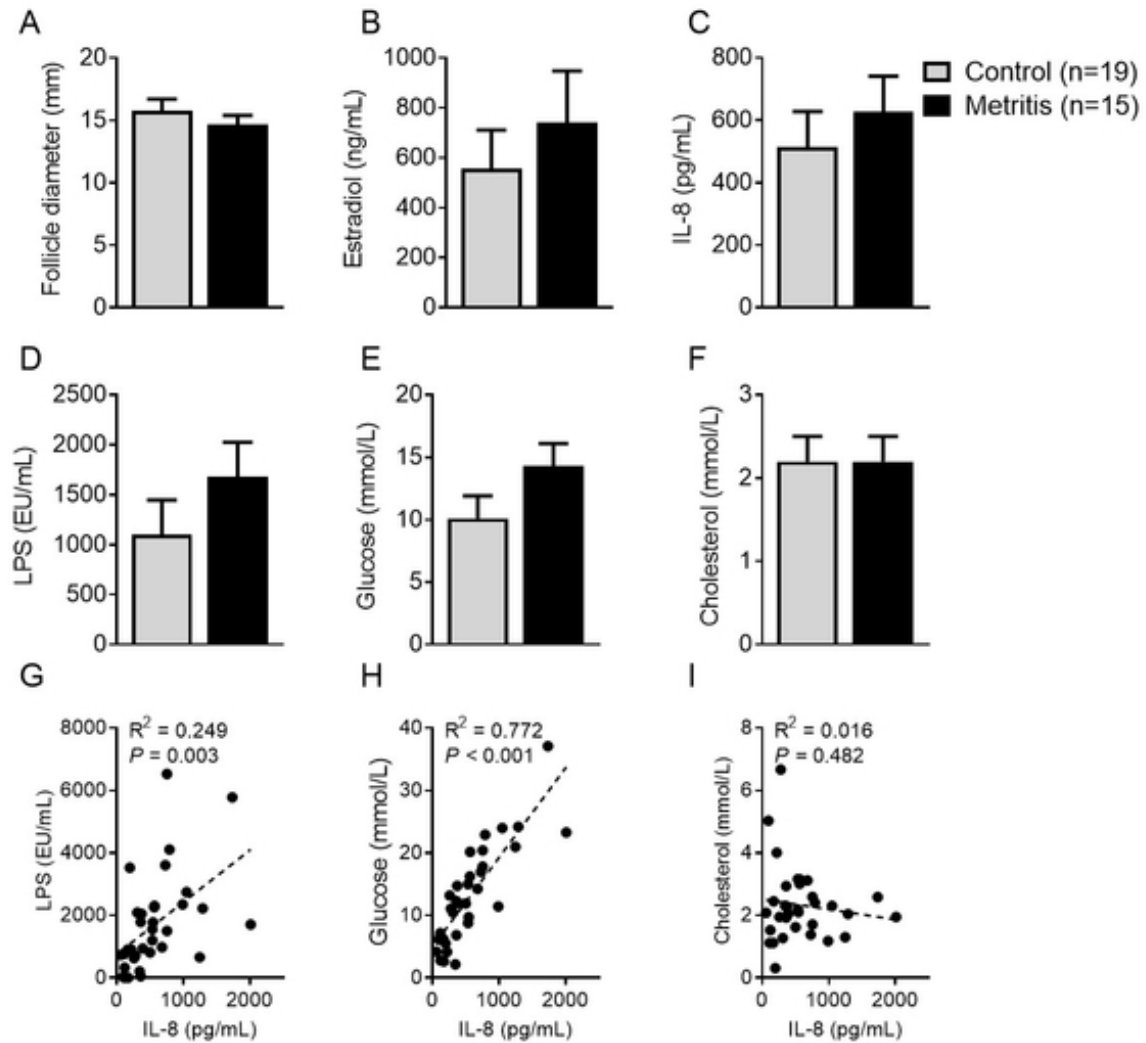 A
B
C
20
15
10
5
0
Follicle diameter (mm)
1000
800
600
400
200
0
Estradiol (ng/mL)
800
600
400
200
0
IL-8 (pg/mL)
Control (n=19)
Metritis (n=15)
D
E
F
2500
2000
1500
1000
500
0
LPS (EU/mL)
20
15
10
5
0
Glucose (mmol/L)
3
2
1
0
Cholesterol (mmol/L)
G
H
I
R² = 0.249
P = 0.003
8000
6000
4000
2000
0
LPS (EU/mL)
0 1000 2000
IL-8 (pg/mL)
R² = 0.772
P < 0.001
40
30
20
10
0
Glucose (mmol/L)
0 1000 2000
IL-8 (pg/mL)
R² = 0.016
P = 0.482
8
6
4
2
0
Cholesterol (mmol/L)
0 1000 2000
IL-8 (pg/mL)